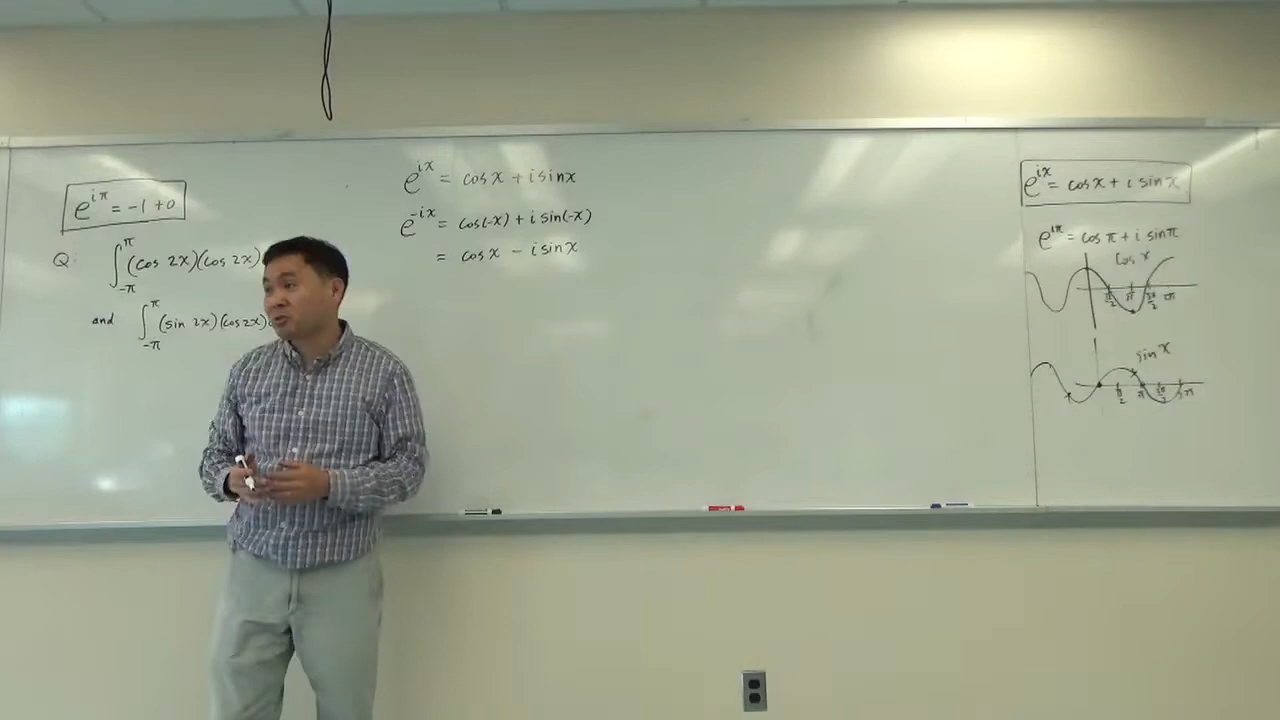 e^{iπ} = -1 + 0
Q: ∫_{-π}^{π} (cos 2x)(cos 2x)
and ∫_{-π}^{π} (sin 2x)(cos 2x)
e^{ix} = cos x + i sin x
e^{-ix} = cos(-x) + i sin(-x)
= cos x - i sin x
e^{ix} = cos x + i sin x
e^{iπ} = cos π + i sin π
cos x
π/2 π 3π/2 2π
sin x
π/2 π 3π/2 2π